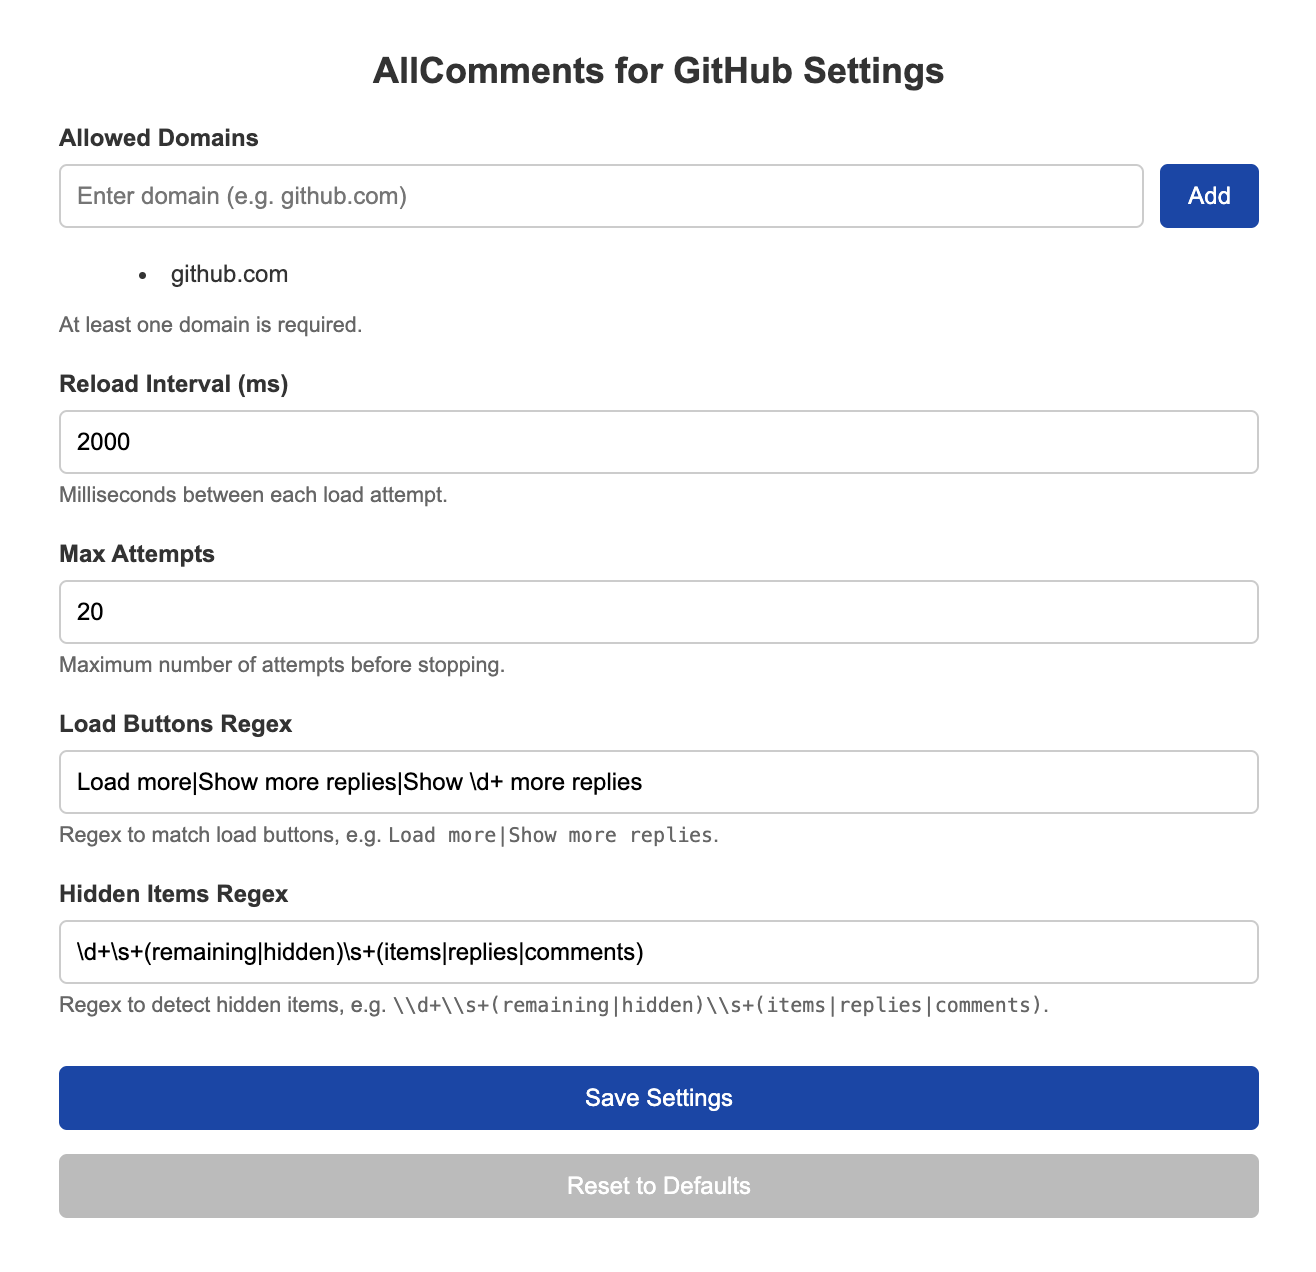 AllComments for GitHub Settings
Allowed Domains
Enter domain (e.g. github.com)
Add
• github.com
At least one domain is required.
Reload Interval (ms)
2000
Milliseconds between each load attempt.
Max Attempts
20
Maximum number of attempts before stopping.
Load Buttons Regex
Load more|Show more replies|Show \d+ more replies
Regex to match load buttons, e.g. Load more|Show more replies.
Hidden Items Regex
\d+\s+(remaining|hidden)\s+(items|replies|comments)
Regex to detect hidden items, e.g. \\d+\\s+(remaining|hidden)\\s+(items|replies|comments).
Save Settings
Reset to Defaults